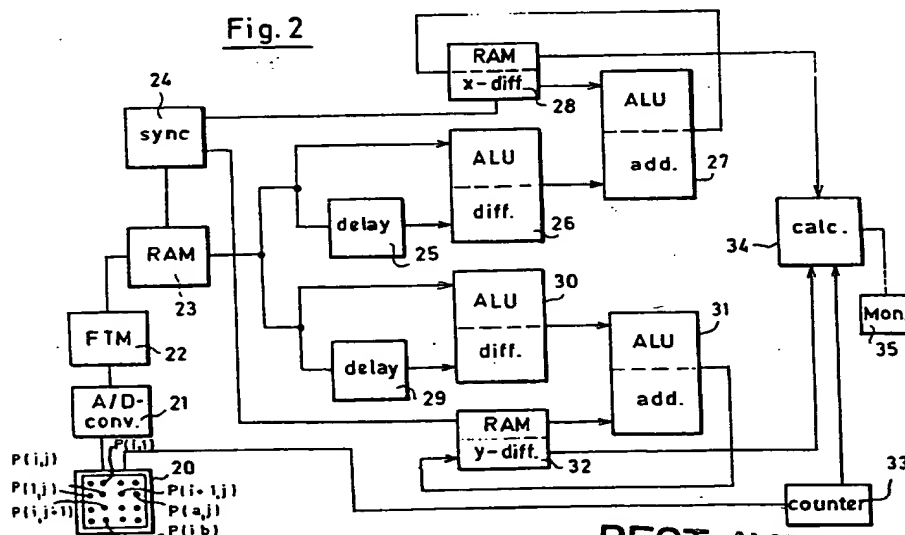 Fig. 2
24
sync
RAM
x-diff.
28
ALU
add.
27
ALU
diff.
26
delay
25
RAM
23
34
calc.
30
ALU
diff.
31
ALU
add.
Mon.
35
FTM
22
delay
29
A/D-
conv.
21
RAM
y-diff.
32
P(i,j)
P(i,1)
20
P(1,j)
P(i+1,j)
P(i,j+1)
P(a,j)
P(i,b)
counter
33